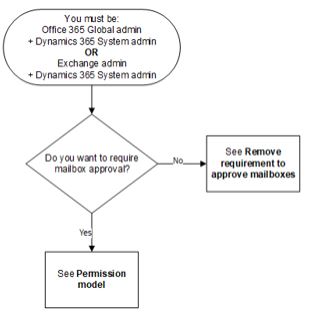 You must be:
Office 365 Global admin
+ Dynamics 365 System admin
OR
Exchange admin
+ Dynamics 365 System admin
Do you want to require
mailbox approval?
No
See Remove
requirement to
approve mailboxes
Yes
See Permission
model